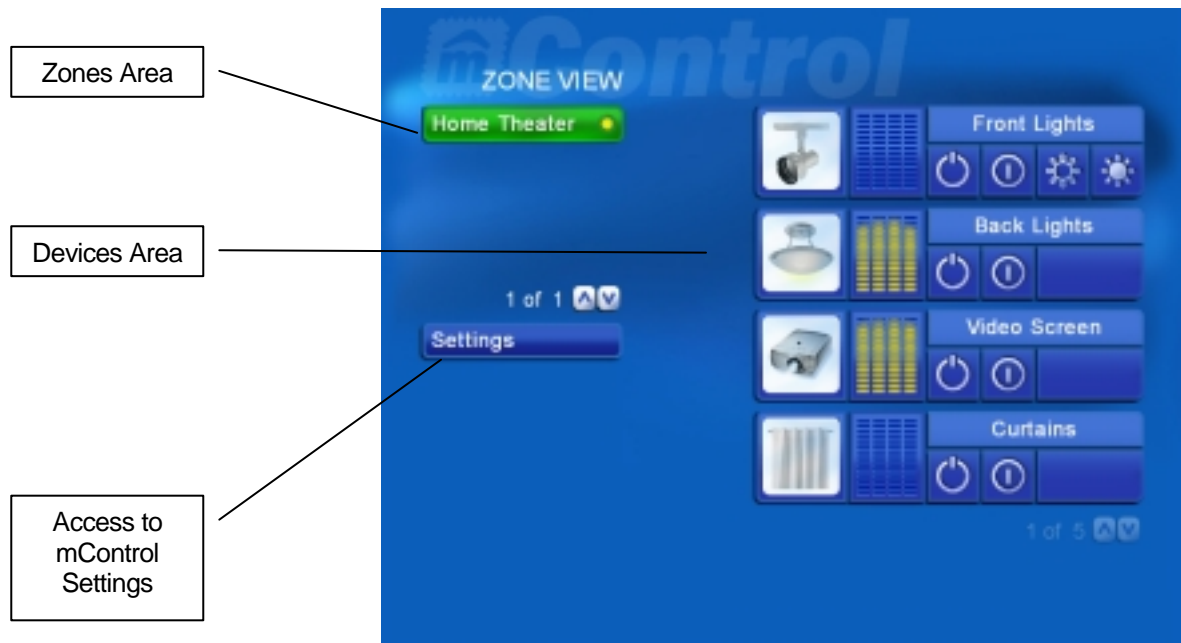 mControl
Zones Area
ZONE VIEW
Home Theater
Front Lights
Devices Area
Back Lights
1 of 1
Settings
Video Screen
Curtains
Access to
mControl
Settings
1 of 5